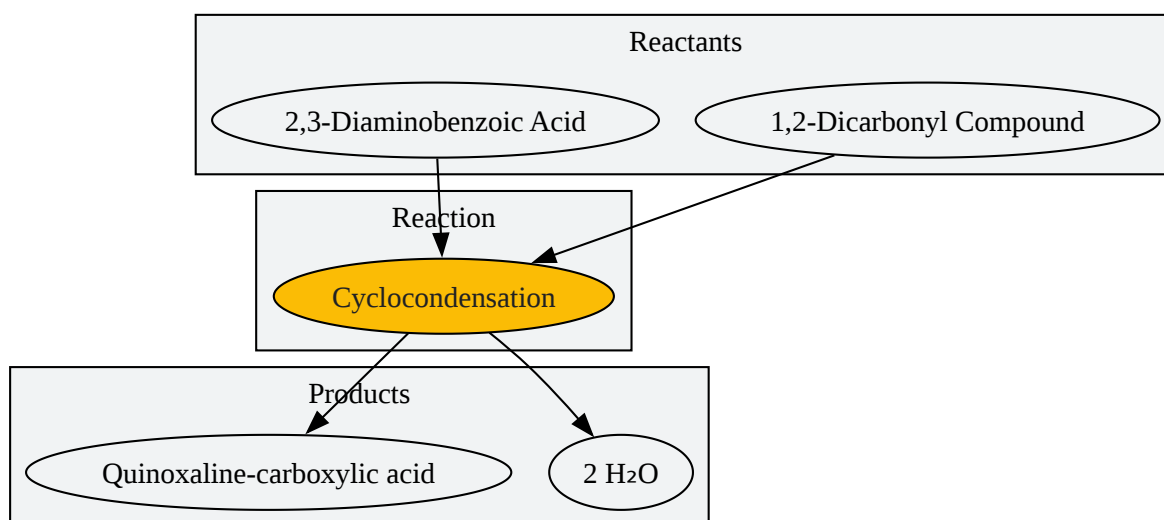 Reactants
2,3-Diaminobenzoic Acid
1,2-Dicarbonyl Compound
Reaction
Cyclocondensation
Products
Quinoxaline-carboxylic acid
2 H₂O